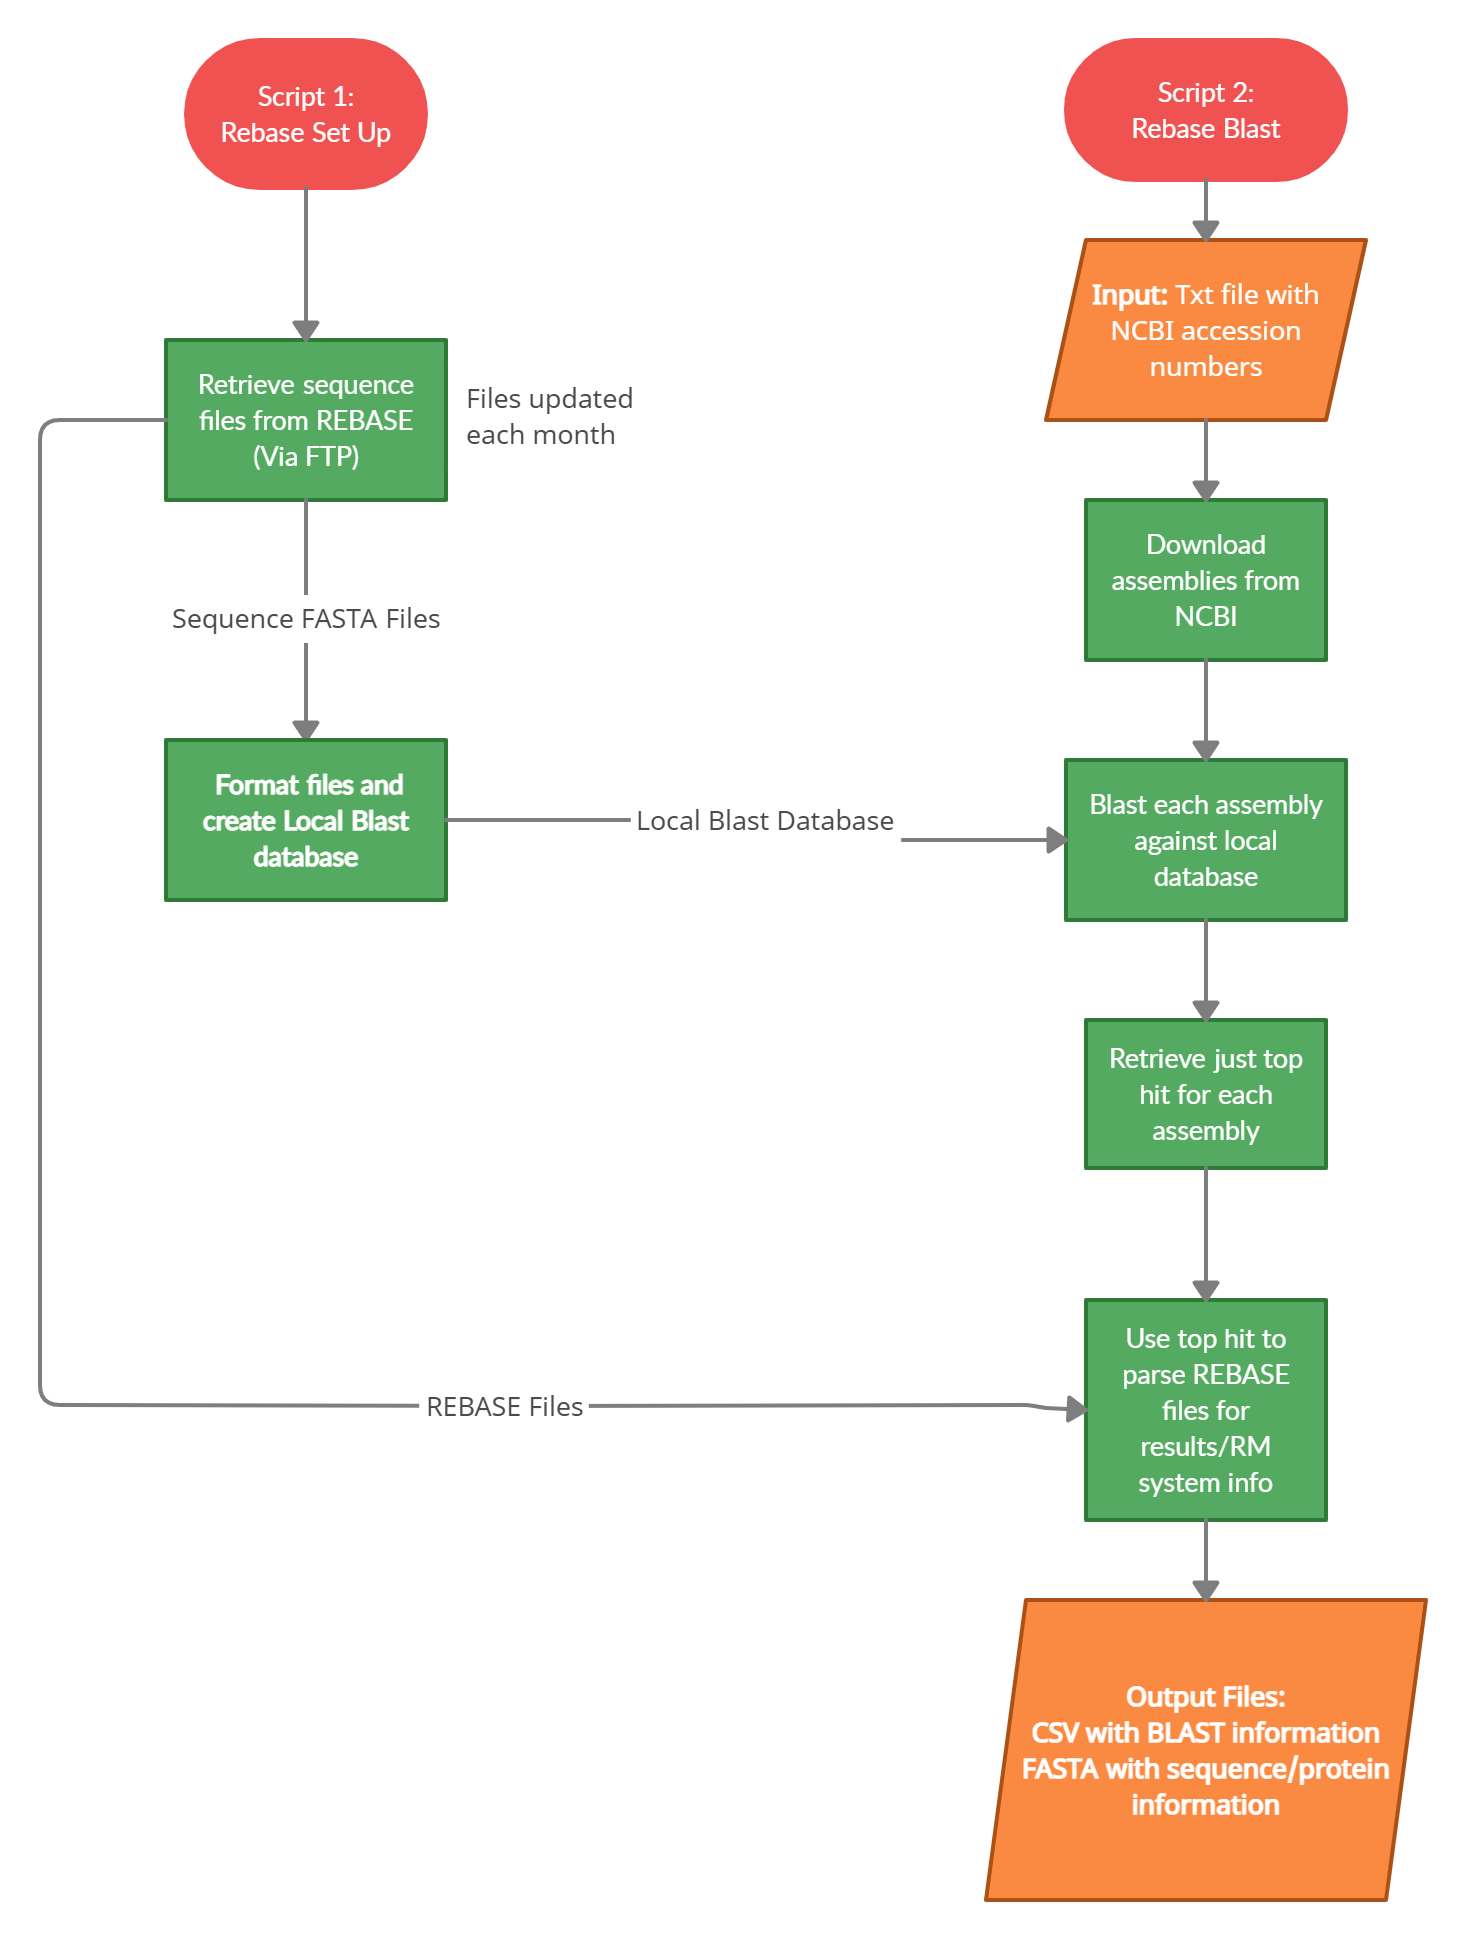 Script 1:
Rebase Set Up
Retrieve sequence
files from REBASE
(Via FTP)
Files updated
each month
Sequence FASTA Files
Format files and
create Local Blast
database
Local Blast Database
REBASE Files
Script 2:
Rebase Blast
Input: Txt file with
NCBI accession
numbers
Download
assemblies from
NCBI
Blast each assembly
against local
database
Retrieve just top
hit for each
assembly
Use top hit to
parse REBASE
files for
results/RM
system info
Output Files:
CSV with BLAST information
FASTA with sequence/protein
information